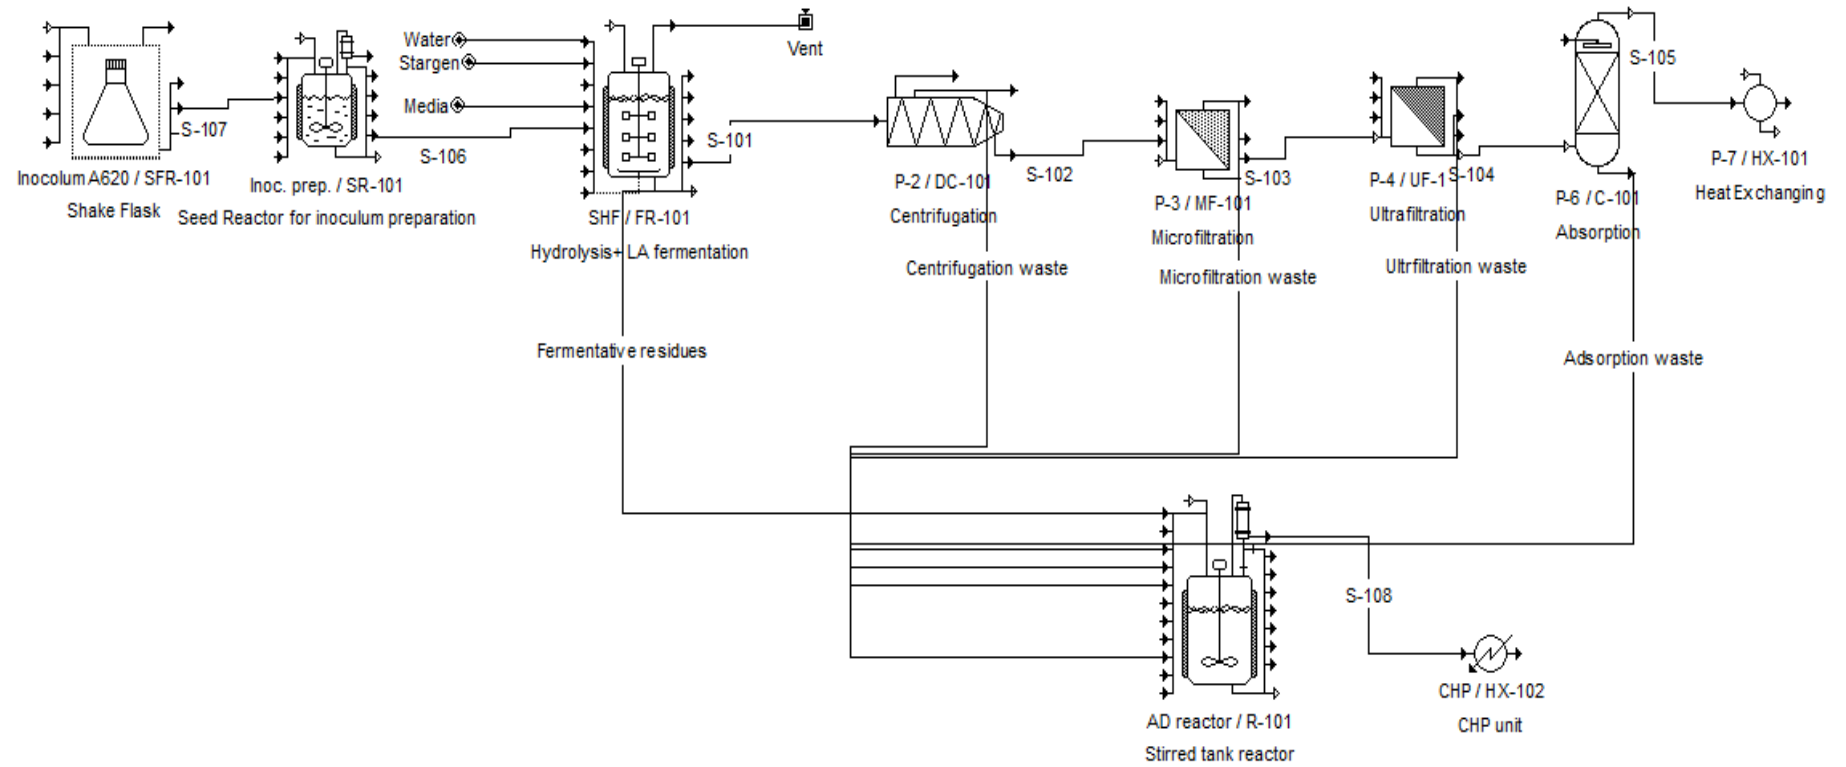 Water
Stargen
Media
Vent
S-105
S-107
S-106
S-101
S-102
S-103
S-104
Inocolum A620 / SFR-101
Shake Flask
Inoc. prep. / SR-101
Seed Reactor for inoculum preparation
SHF / FR-101
Hydrolysis+ LA fermentation
P-2 / DC-101
Centrifugation
P-3 / MF-101
Microfiltration
P-4 / UF-1
Ultrafiltration
P-6 / C-101
Absorption
P-7 / HX-101
Heat Exchanging
Centrifugation waste
Microfiltration waste
Ultrfiltration waste
Fermentative residues
Adsorption waste
S-108
CHP / HX-102
CHP unit
AD reactor / R-101
Stirred tank reactor